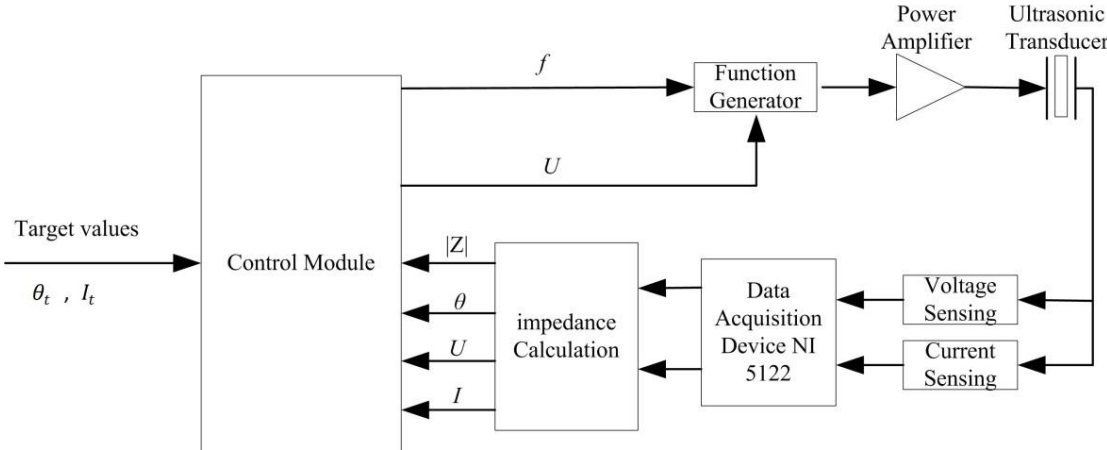 Power
Amplifier
Ultrasonic
Transducer
f
Function
Generator
U
Target values
θt , It
Control Module
|Z|
θ
U
I
impedance
Calculation
Data
Acquisition
Device NI
5122
Voltage
Sensing
Current
Sensing